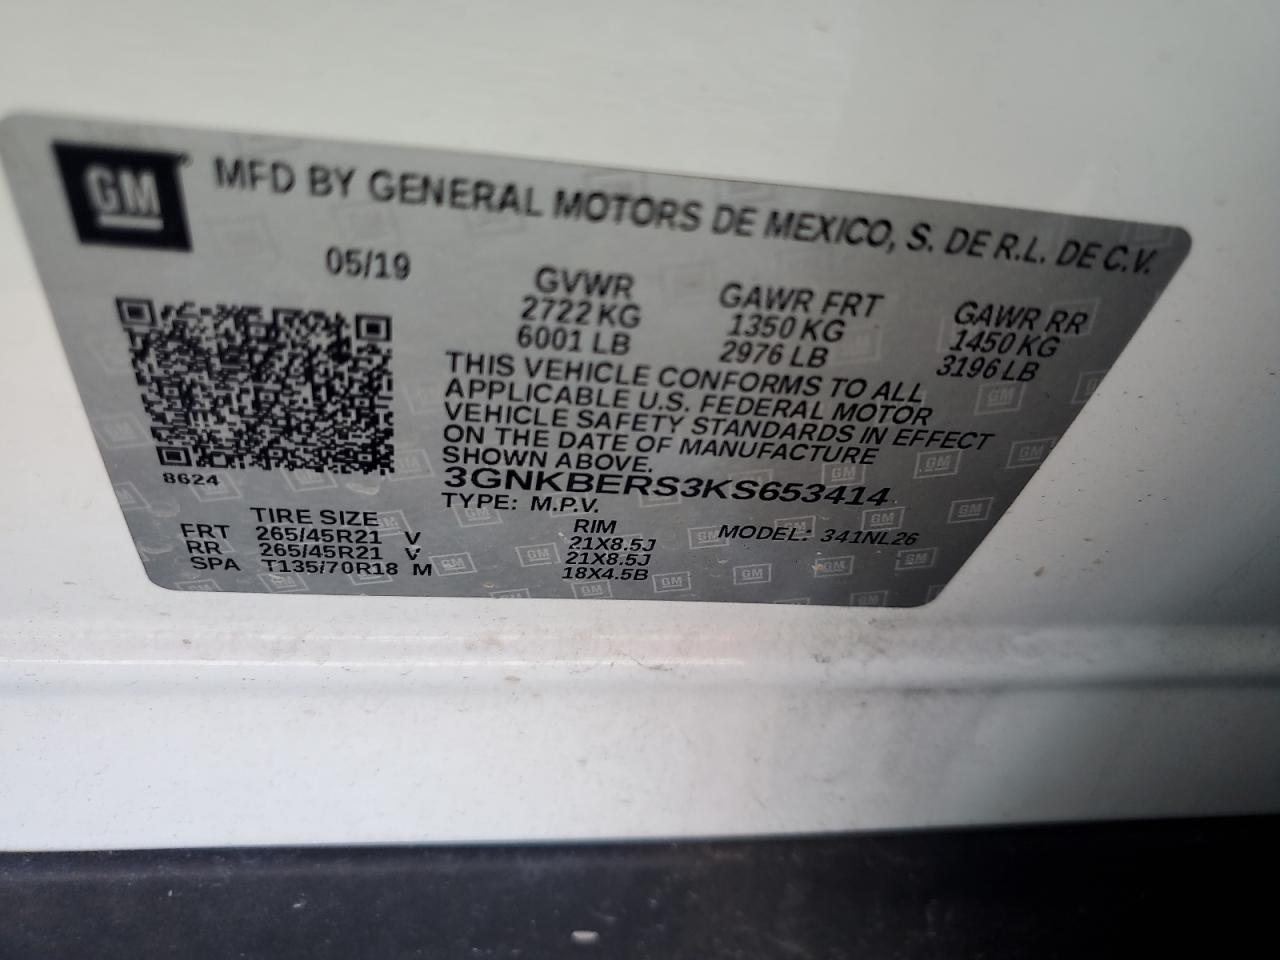 GM
MFD BY GENERAL MOTORS DE MEXICO, S. DE R.L. DE C.V.
05/19
GVWR GAWR FRT GAWR RR
2722 KG 1350 KG 1450 KG
6001 LB 2976 LB 3196 LB
THIS VEHICLE CONFORMS TO ALL
APPLICABLE U.S. FEDERAL MOTOR
VEHICLE SAFETY STANDARDS IN EFFECT
ON THE DATE OF MANUFACTURE
SHOWN ABOVE.
8624
3GNKBERS3KS653414
TYPE: M.P.V. MODEL: 341NL26
TIRE SIZE RIM
FRT 265/45R21 V 21X8.5J
RR 265/45R21 V 21X8.5J
SPA T135/70R18 M 18X4.5B